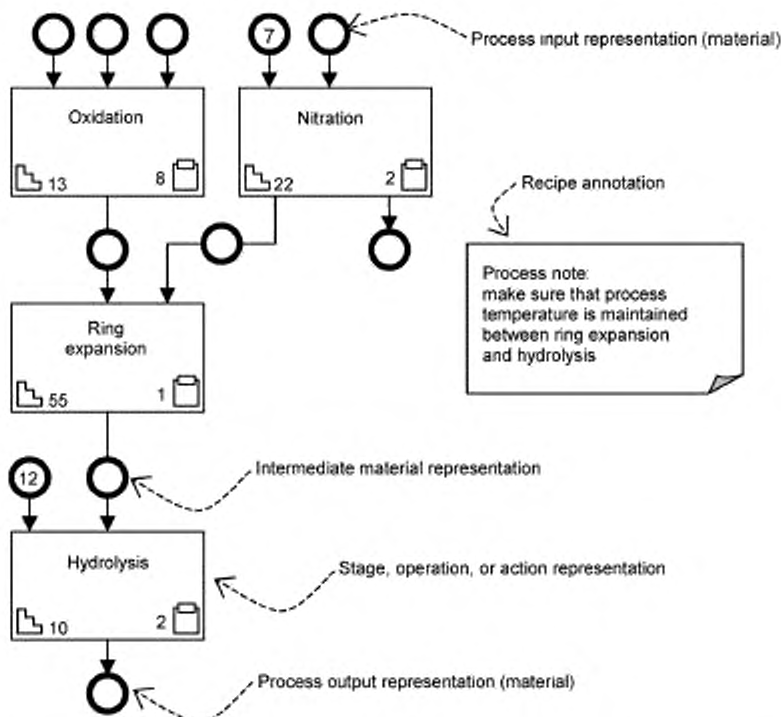 7
Process input representation (material)
Oxidation
Nitration
13
8
22
2
Recipe annotation
Process note:
make sure that process
temperature is maintained
between ring expansion
and hydrolysis
Ring
expansion
55
1
12
Intermediate material representation
Hydrolysis
Stage, operation, or action representation
10
2
Process output representation (material)